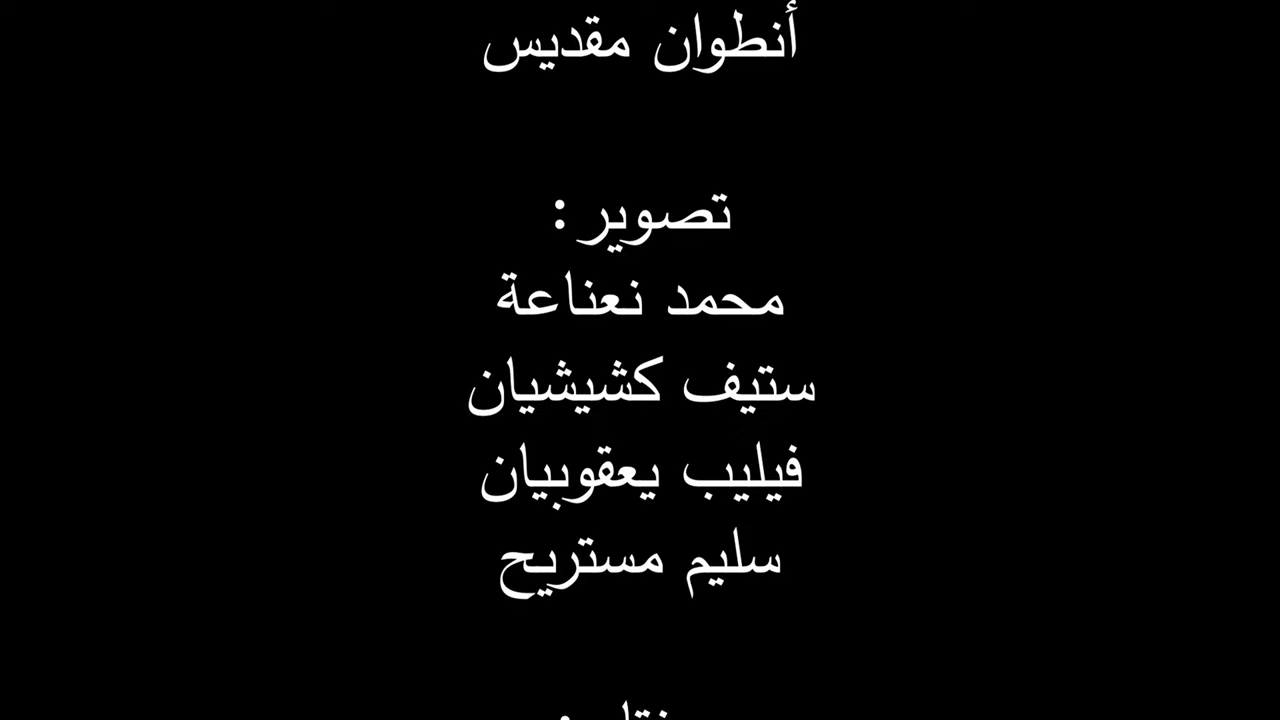 أنطوان مقديس
تصوير :
محمد نعناعة
ستيف كشيشيان
فيليب يعقوبيان
سليم مستريح